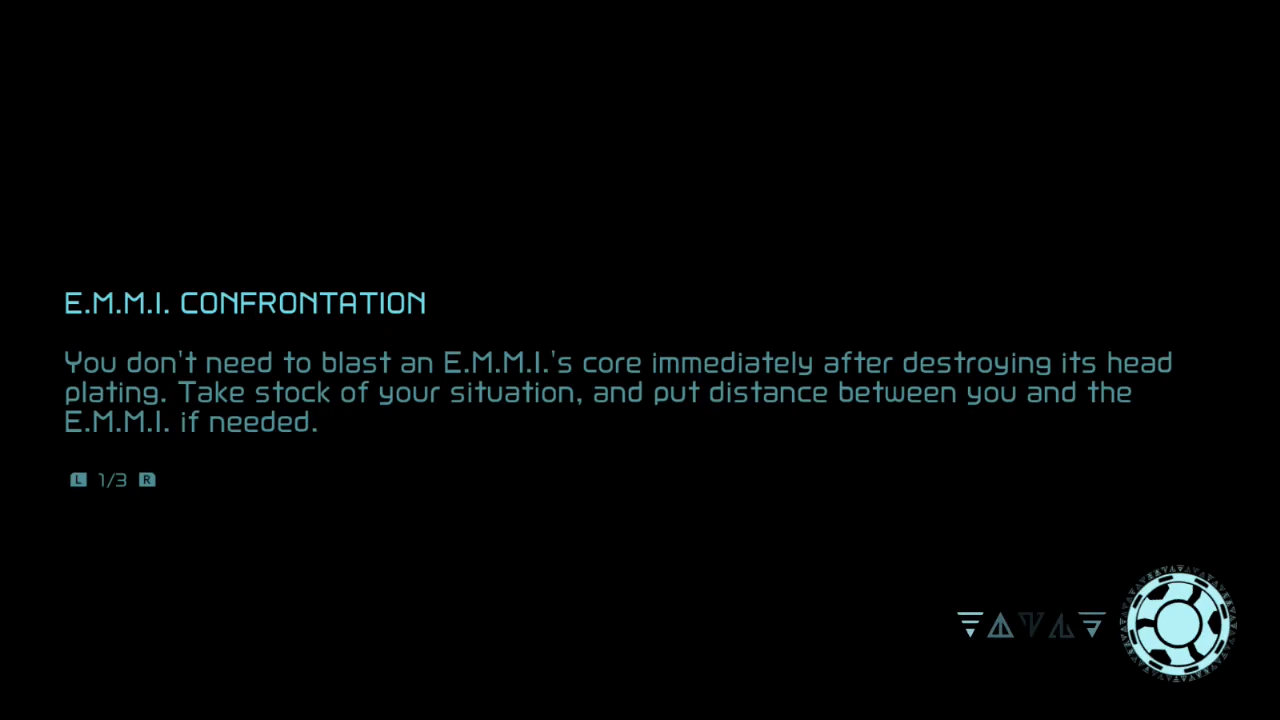 E.M.M.I. CONFRONTATION
You don't need to blast an E.M.M.I.'s core immediately after destroying its head
plating. Take stock of your situation, and put distance between you and the
E.M.M.I. if needed.
L 1/3 R